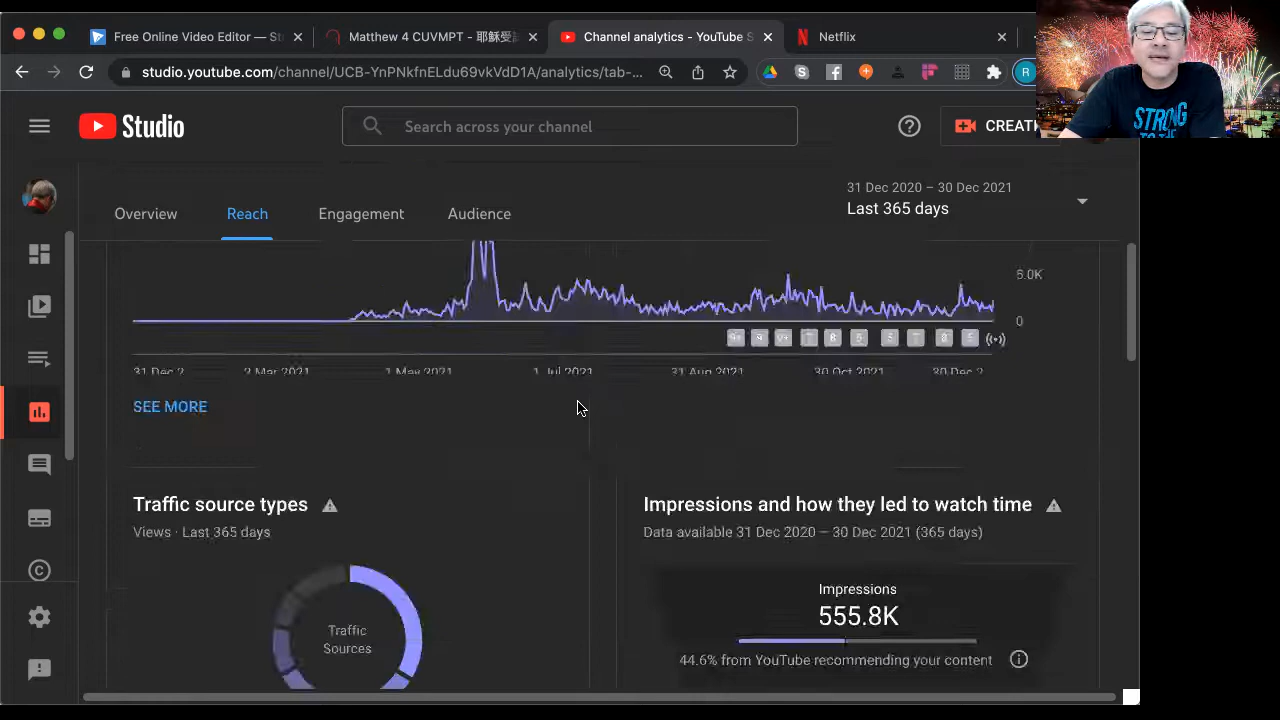 Free Online Video Editor — St
Matthew 4 CUVMPT - 耶穌受試
Channel analytics - YouTube S
Netflix
studio.youtube.com/channel/UCB-YnPNkfnELdu69vkVdD1A/analytics/tab-...
R
Studio
Search across your channel
CREATE
STRONG
TO THE
Overview
Reach
Engagement
Audience
31 Dec 2020 – 30 Dec 2021
Last 365 days
6.0K
0
31 Dec 2
2 Mar 2021
1 May 2021
1 Jul 2021
31 Aug 2021
30 Oct 2021
30 Dec 2
SEE MORE
Traffic source types
Views · Last 365 days
Traffic
Sources
Impressions and how they led to watch time
Data available 31 Dec 2020 – 30 Dec 2021 (365 days)
Impressions
555.8K
44.6% from YouTube recommending your content